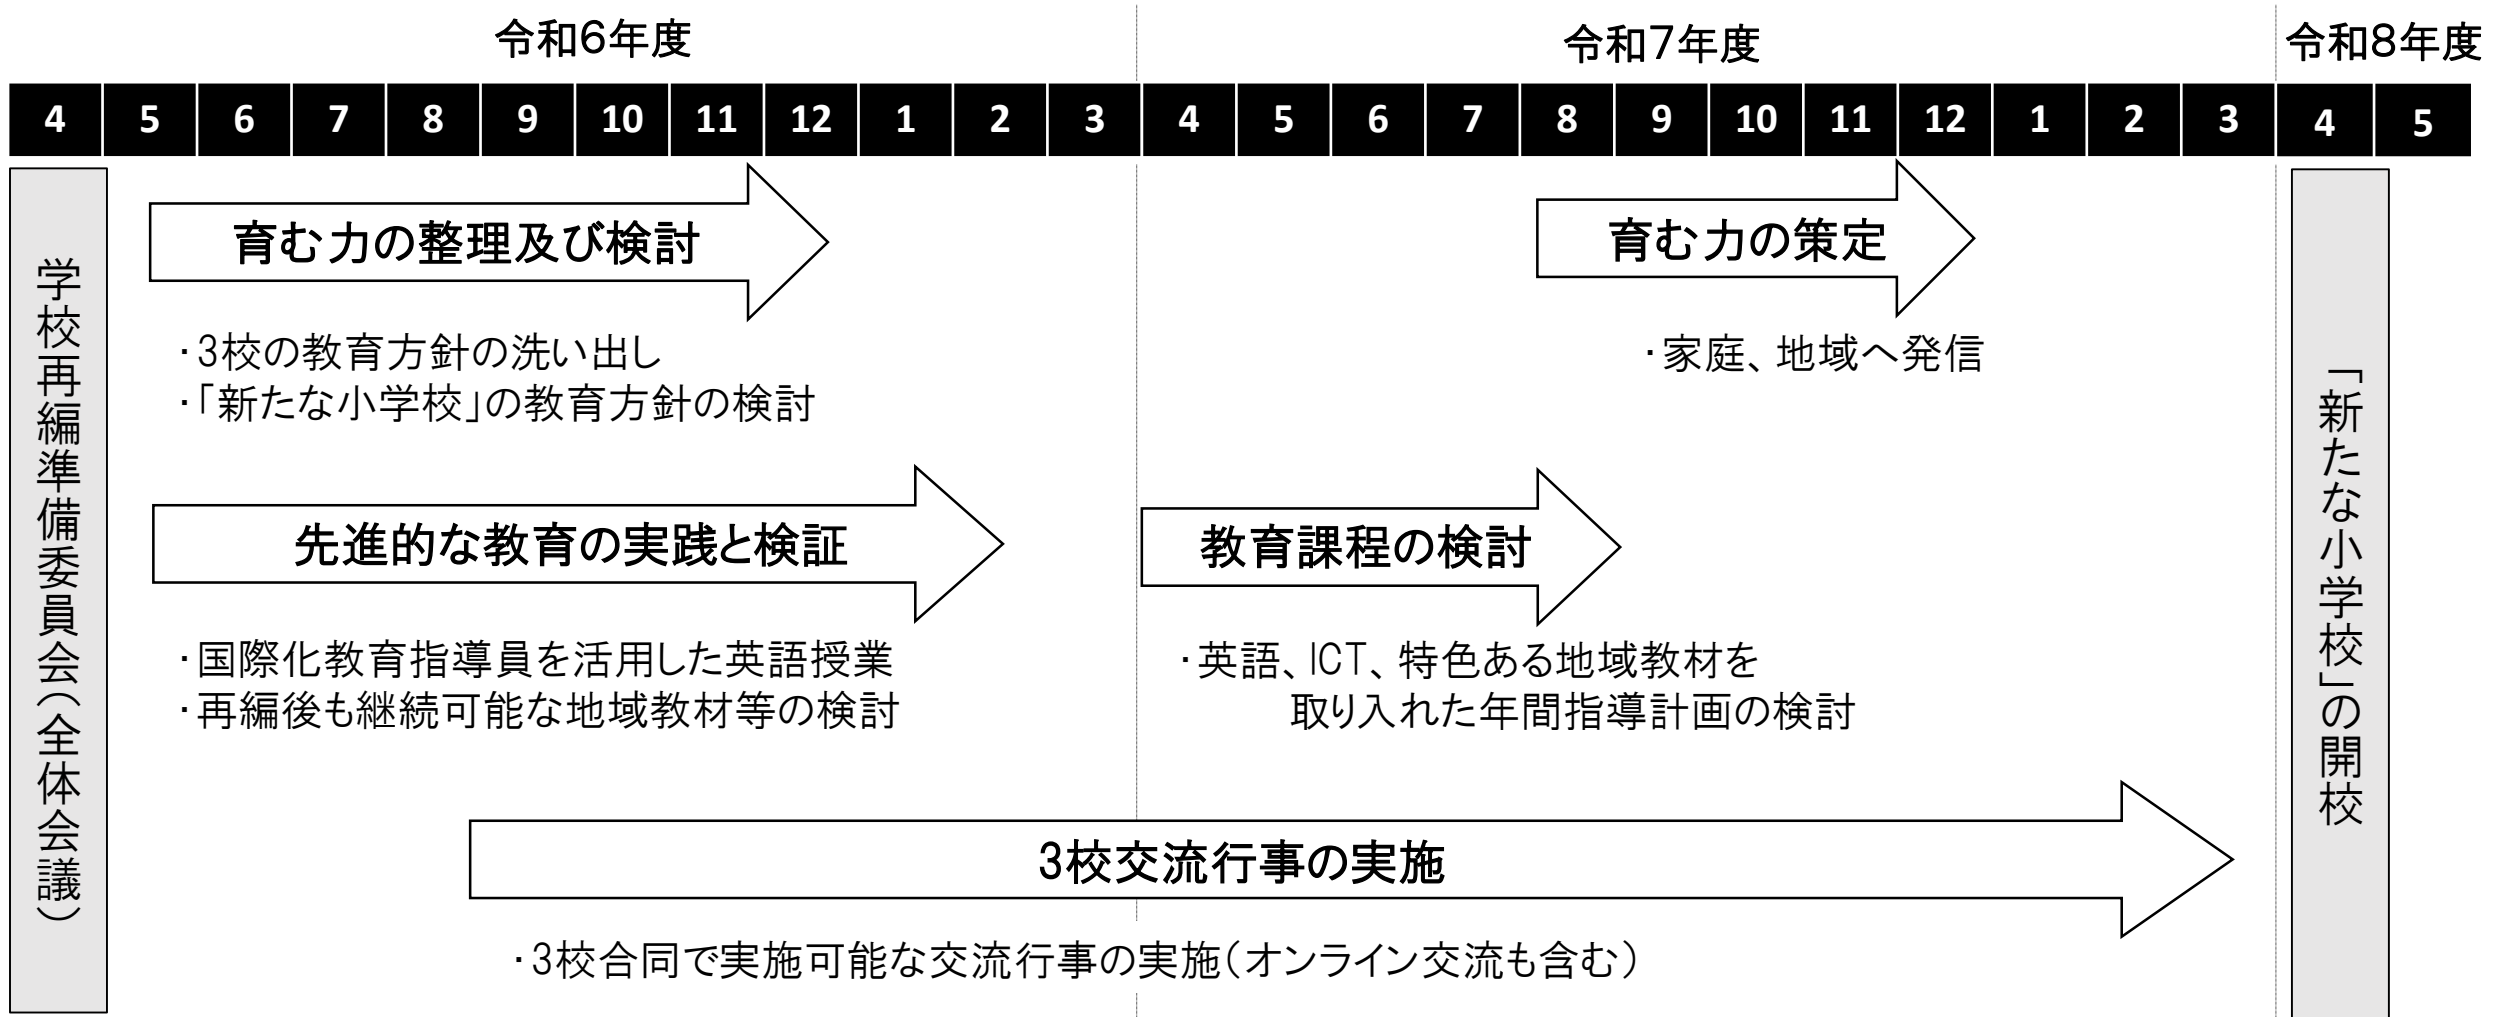 令和6年度
令和7年度
令和8年度
4 5 6 7 8 9 10 11 12 1 2 3 4 5 6 7 8 9 10 11 12 1 2 3 4 5
学校再編準備委員会（全体会議）
育む力の整理及び検討
・3校の教育方針の洗い出し
・「新たな小学校」の教育方針の検討
育む力の策定
・家庭、地域へ発信
先進的な教育の実践と検証
・国際化教育指導員を活用した英語授業
・再編後も継続可能な地域教材等の検討
教育課程の検討
・英語、ICT、特色ある地域教材を
取り入れた年間指導計画の検討
3校交流行事の実施
・3校合同で実施可能な交流行事の実施（オンライン交流も含む）
「新たな小学校」の開校